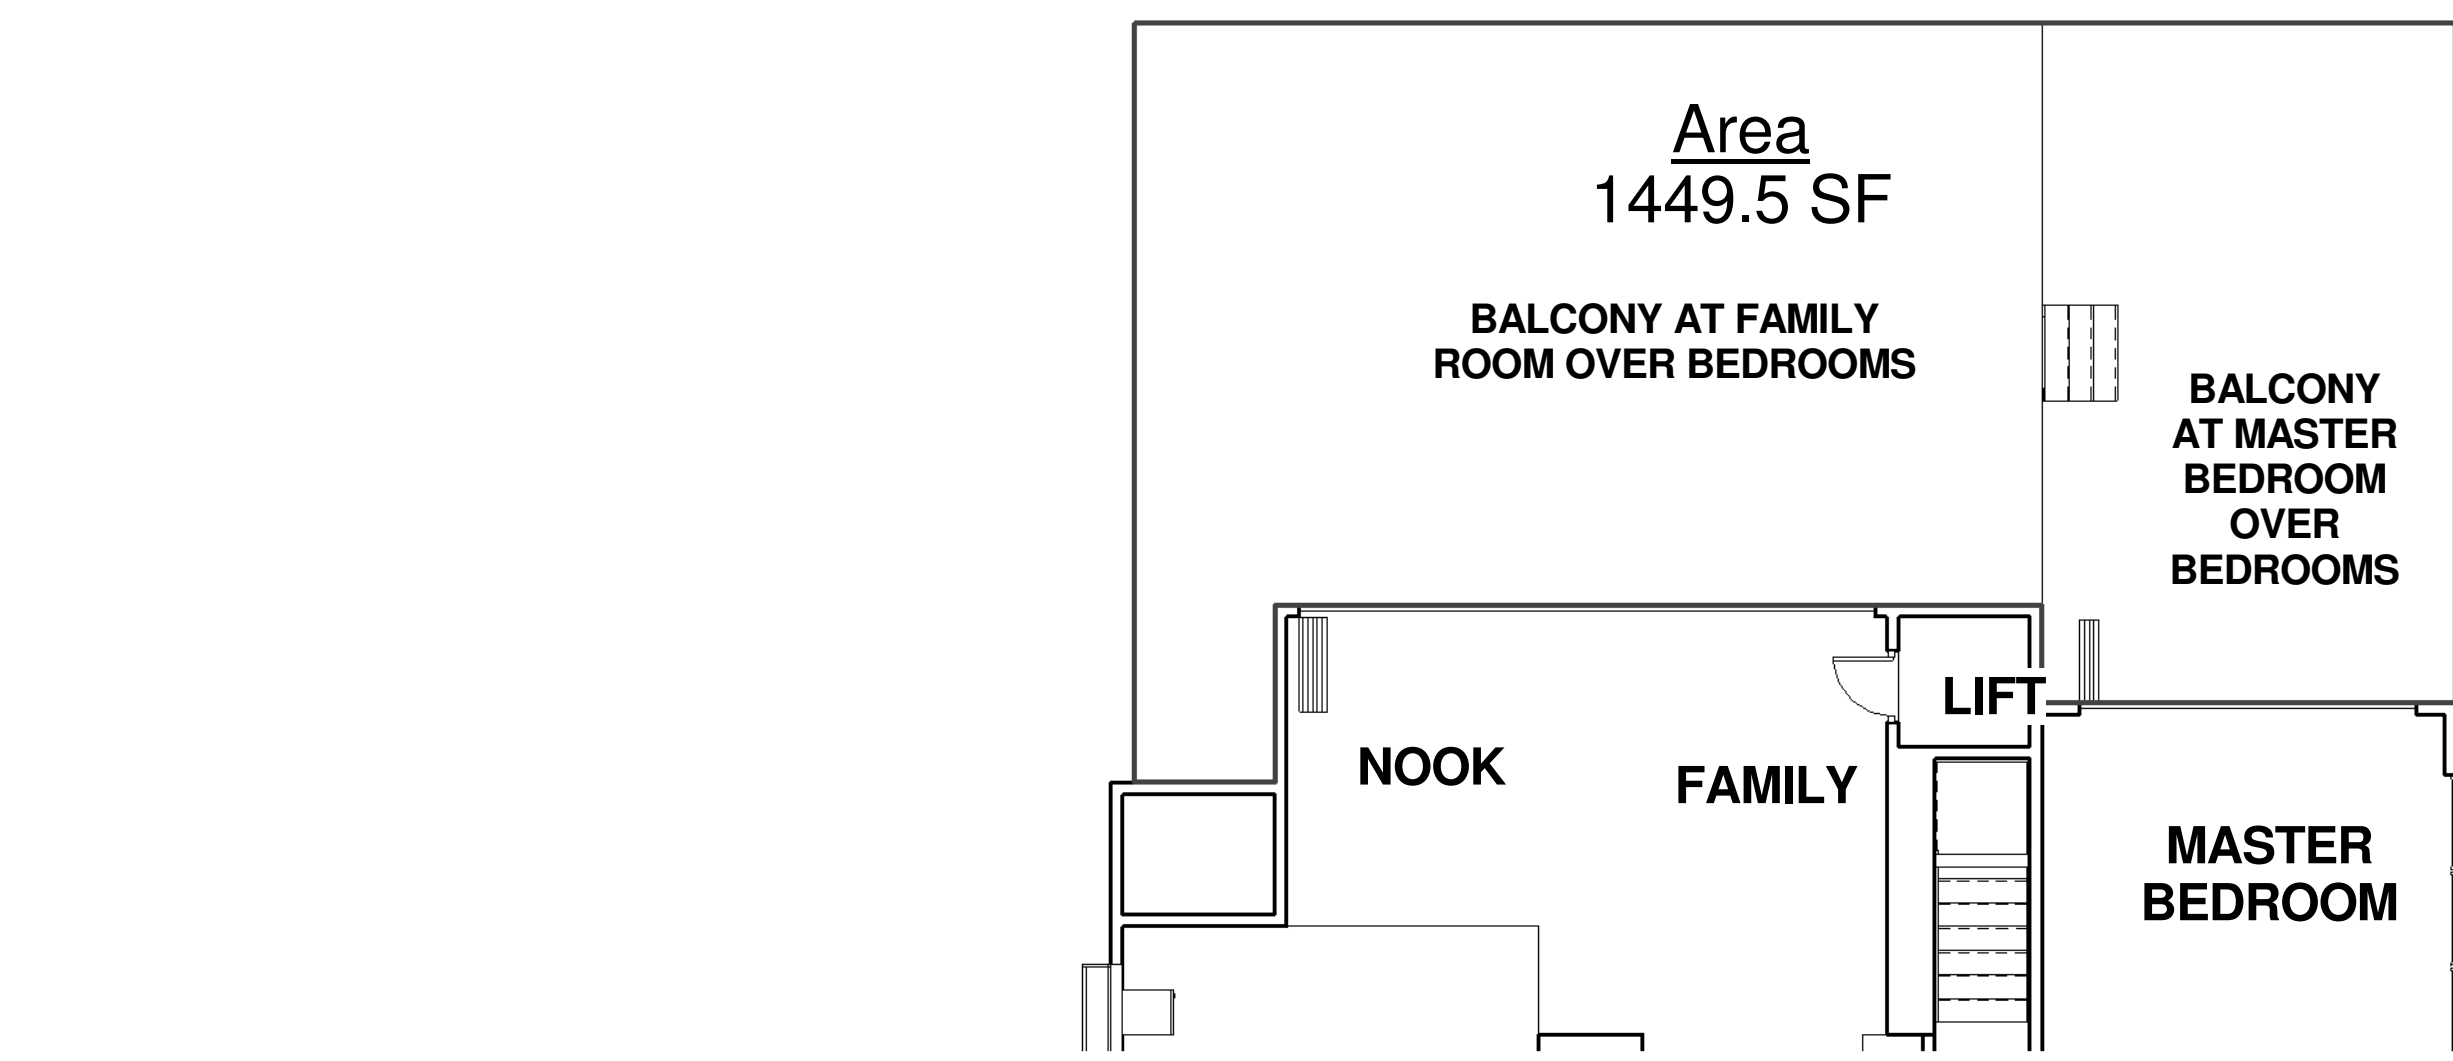 Area
1449.5 SF
BALCONY AT FAMILY
ROOM OVER BEDROOMS
BALCONY
AT MASTER
BEDROOM
OVER
BEDROOMS
LIFT
NOOK
FAMILY
MASTER
BEDROOM